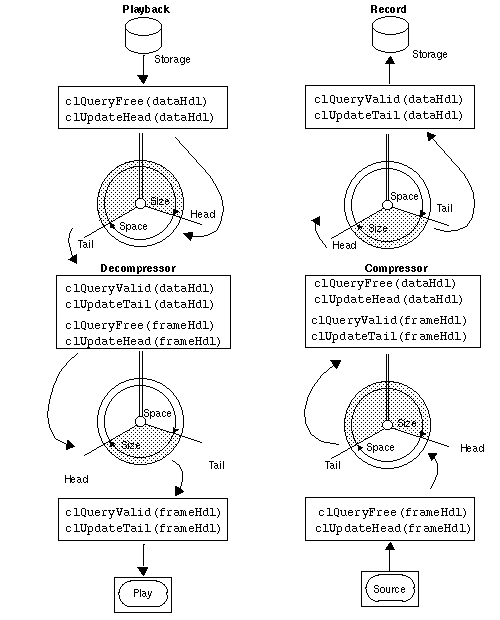 Playback
Storage
clQueryFree(dataHdl)
clUpdateHead(dataHdl)
Size
Head
Space
Tail
Decompressor
clQueryValid(dataHdl)
clUpdateTail(dataHdl)
clQueryFree(frameHdl)
clUpdateHead(frameHdl)
Space
Size
Tail
Head
clQueryValid(frameHdl)
clUpdateTail(frameHdl)
Play
Record
Storage
clQueryValid(dataHdl)
clUpdateTail(dataHdl)
Space
Tail
Size
Head
Compressor
clQueryFree(dataHdl)
clUpdateHead(dataHdl)
clQueryValid(frameHdl)
clUpdateTail(frameHdl)
Size
Space
Head
Tail
clQueryFree(frameHdl)
clUpdateHead(frameHdl)
Source